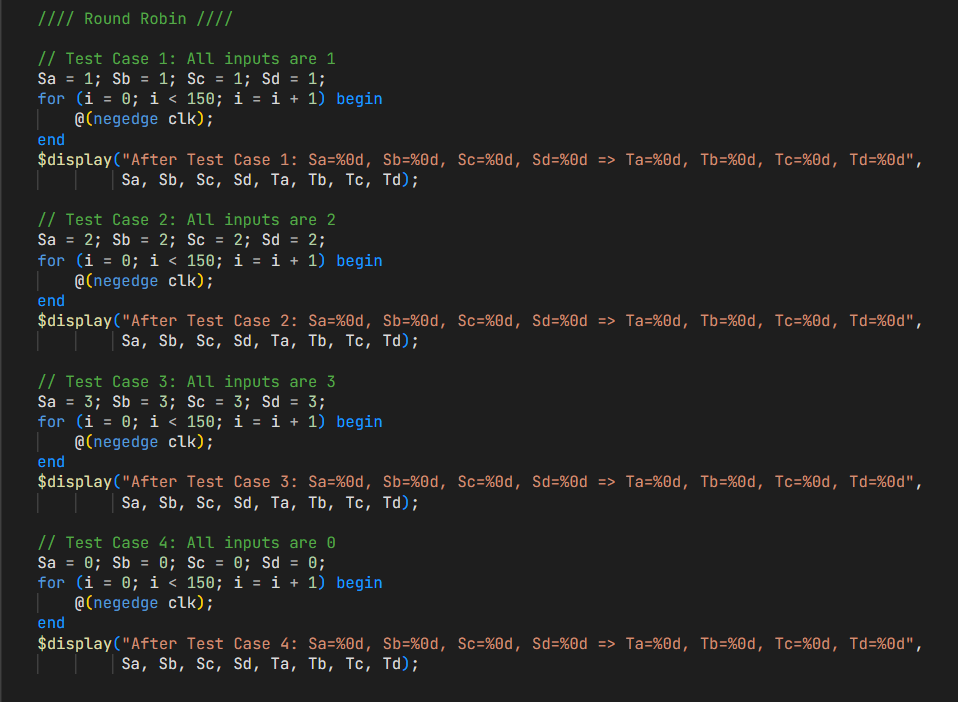 //// Round Robin ////
// Test Case 1: All inputs are 1
Sa = 1; Sb = 1; Sc = 1; Sd = 1;
for (i = 0; i < 150; i = i + 1) begin
@(negedge clk);
end
$display("After Test Case 1: Sa=%0d, Sb=%0d, Sc=%0d, Sd=%0d => Ta=%0d, Tb=%0d, Tc=%0d, Td=%0d",
Sa, Sb, Sc, Sd, Ta, Tb, Tc, Td);
// Test Case 2: All inputs are 2
Sa = 2; Sb = 2; Sc = 2; Sd = 2;
for (i = 0; i < 150; i = i + 1) begin
@(negedge clk);
end
$display("After Test Case 2: Sa=%0d, Sb=%0d, Sc=%0d, Sd=%0d => Ta=%0d, Tb=%0d, Tc=%0d, Td=%0d",
Sa, Sb, Sc, Sd, Ta, Tb, Tc, Td);
// Test Case 3: All inputs are 3
Sa = 3; Sb = 3; Sc = 3; Sd = 3;
for (i = 0; i < 150; i = i + 1) begin
@(negedge clk);
end
$display("After Test Case 3: Sa=%0d, Sb=%0d, Sc=%0d, Sd=%0d => Ta=%0d, Tb=%0d, Tc=%0d, Td=%0d",
Sa, Sb, Sc, Sd, Ta, Tb, Tc, Td);
// Test Case 4: All inputs are 0
Sa = 0; Sb = 0; Sc = 0; Sd = 0;
for (i = 0; i < 150; i = i + 1) begin
@(negedge clk);
end
$display("After Test Case 4: Sa=%0d, Sb=%0d, Sc=%0d, Sd=%0d => Ta=%0d, Tb=%0d, Tc=%0d, Td=%0d",
Sa, Sb, Sc, Sd, Ta, Tb, Tc, Td);